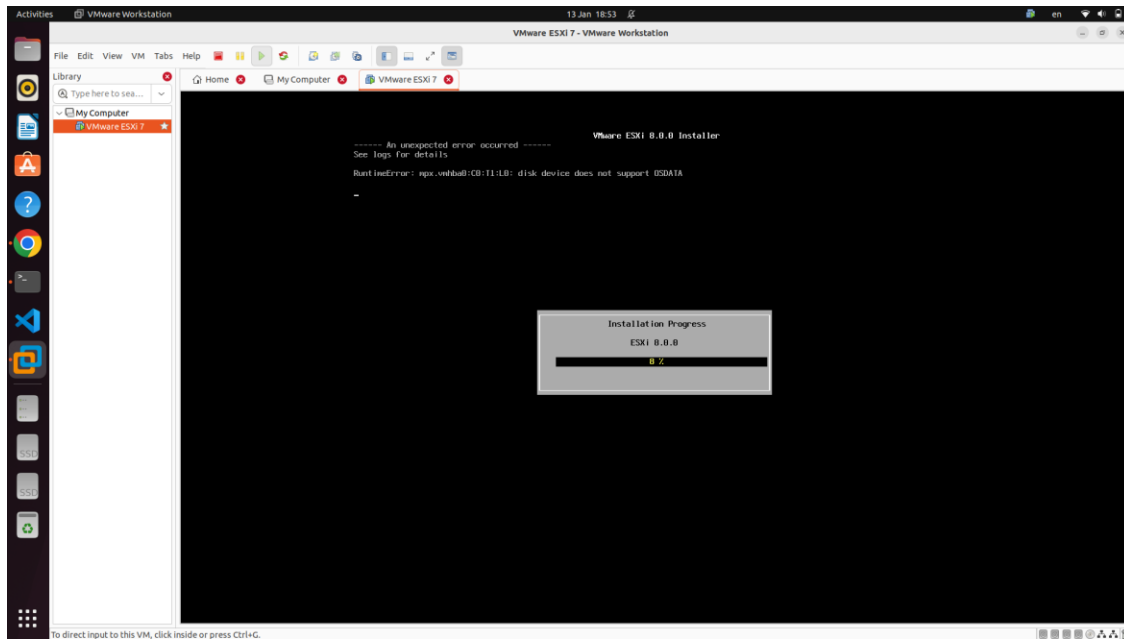 Activities
VMware Workstation
13 Jan 18:53
en
VMware ESXi 7 - VMware Workstation
File Edit View VM Tabs Help
Library
Type here to sea...
Home
My Computer
VMware ESXi 7
My Computer
VMware ESXi 7
VMware ESXi 8.0.0 Installer
------ An unexpected error occurred ------
See logs for details
RuntimeError: mpx.vmhba0:C0:T1:L0: disk device does not support OSDATA
Installation Progress
ESXi 8.0.0
0 %
SSD
SSD
To direct input to this VM, click inside or press Ctrl+G.